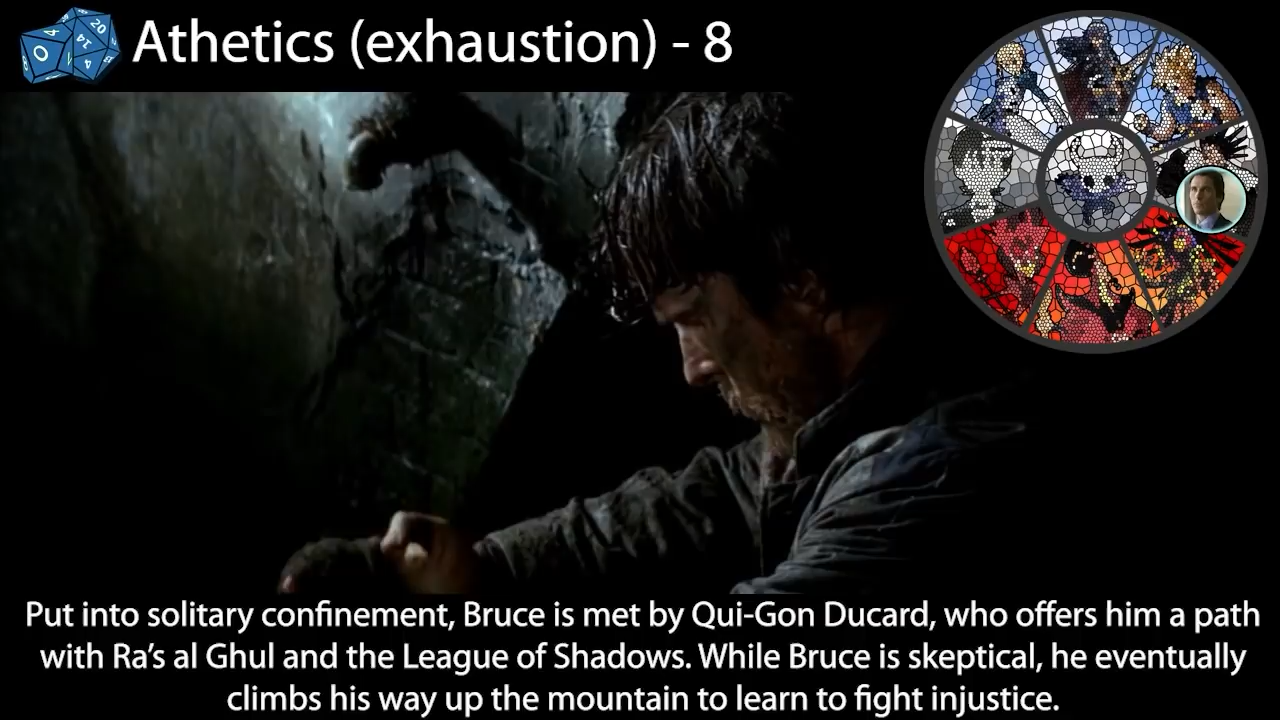 Athetics (exhaustion) - 8
Put into solitary confinement, Bruce is met by Qui-Gon Ducard, who offers him a path
with Ra's al Ghul and the League of Shadows. While Bruce is skeptical, he eventually
climbs his way up the mountain to learn to fight injustice.